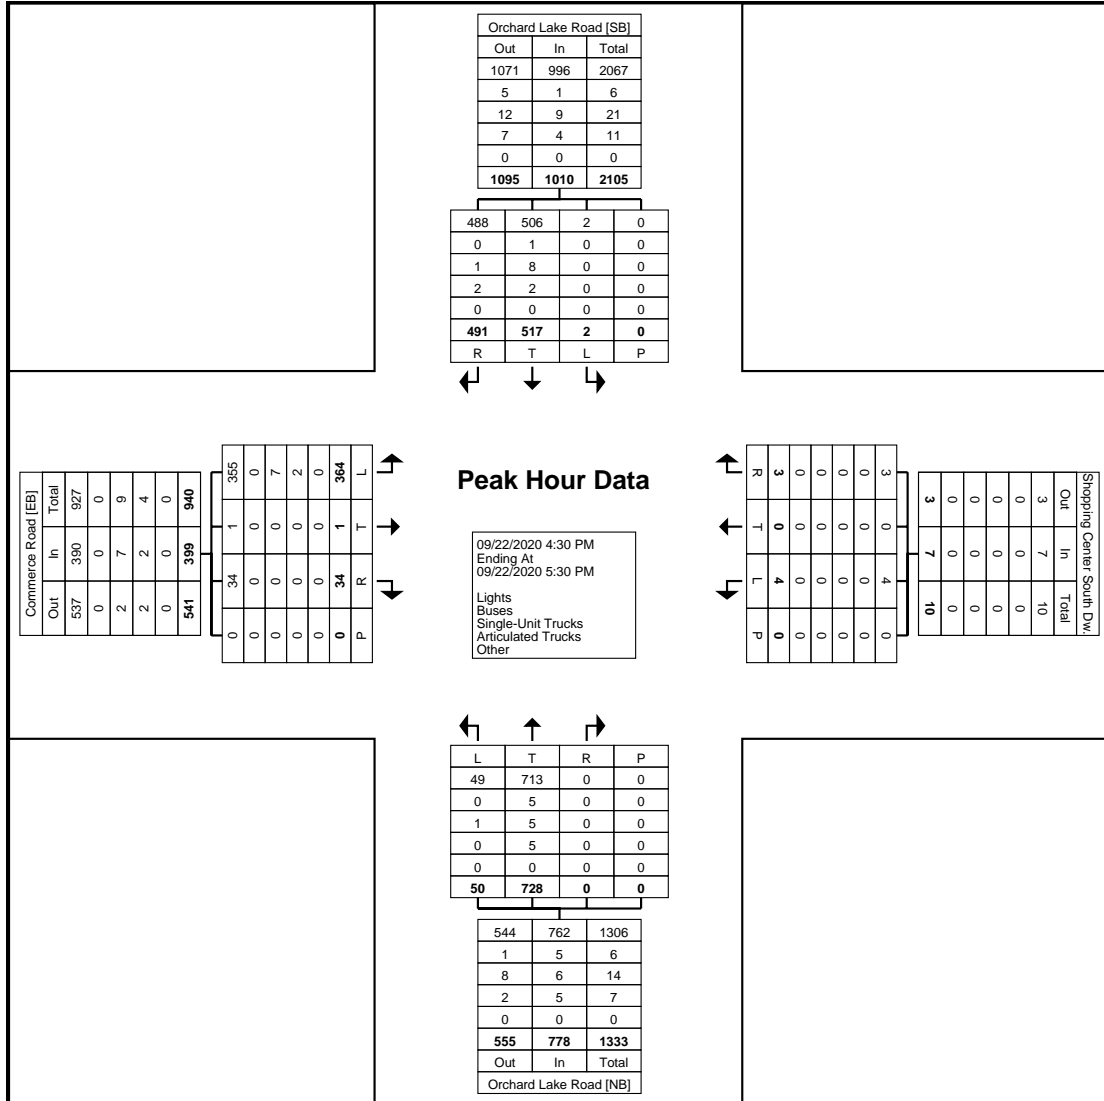 Orchard Lake Road [SB]
Out In Total
1071 996 2067
5 1 6
12 9 21
7 4 11
0 0 0
1095 1010 2105
488 506 2 0
0 1 0 0
1 8 0 0
2 2 0 0
0 0 0 0
491 517 2 0
R T L P
Commerce Road [EB]
Total In Out
927 390 537
0 0 0
9 7 2
4 2 2
0 0 0
940 399 541
355 1 34 0
0 0 0 0
7 0 0 0
2 0 0 0
0 0 0 0
364 1 34 0
L T R P
Peak Hour Data
09/22/2020 4:30 PM
Ending At
09/22/2020 5:30 PM
Lights
Buses
Single-Unit Trucks
Articulated Trucks
Other
Shopping Center South Dw.
Out In Total
3 7 10
0 0 0
0 0 0
0 0 0
0 0 0
3 7 10
3 0 4 0
0 0 0 0
0 0 0 0
0 0 0 0
0 0 0 0
3 0 4 0
R T L P
L T R P
49 713 0 0
0 5 0 0
1 5 0 0
0 5 0 0
0 0 0 0
50 728 0 0
544 762 1306
1 5 6
8 6 14
2 5 7
0 0 0
555 778 1333
Out In Total
Orchard Lake Road [NB]